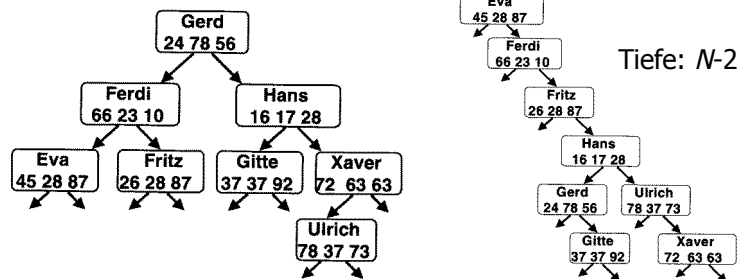 Gerd
24 78 56
Ferdi
66 23 10
Hans
16 17 28
Eva
45 28 87
Fritz
26 28 87
Gitte
37 37 92
Xaver
72 63 63
Ulrich
78 37 73
Eva
45 28 87
Ferdi
66 23 10
Tiefe: N-2
Fritz
26 28 87
Hans
16 17 28
Gerd
24 78 56
Ulrich
78 37 73
Gitte
37 37 92
Xaver
72 63 63